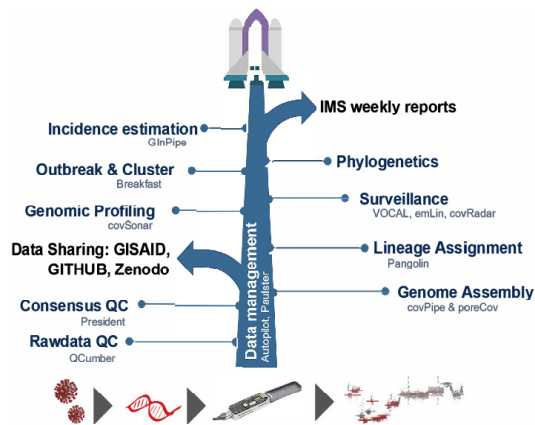 IMS weekly reports
Incidence estimation
GInPipe
Phylogenetics
Outbreak & Cluster
Breakfast
Surveillance
VOCAL, emLin, covRadar
Genomic Profiling
covSonar
Data Sharing: GISAID,
GITHUB, Zenodo
Lineage Assignment
Pangolin
Genome Assembly
covPipe & poreCov
Consensus QC
President
Rawdata QC
QCumber
Data management
Autopilot, Paulster